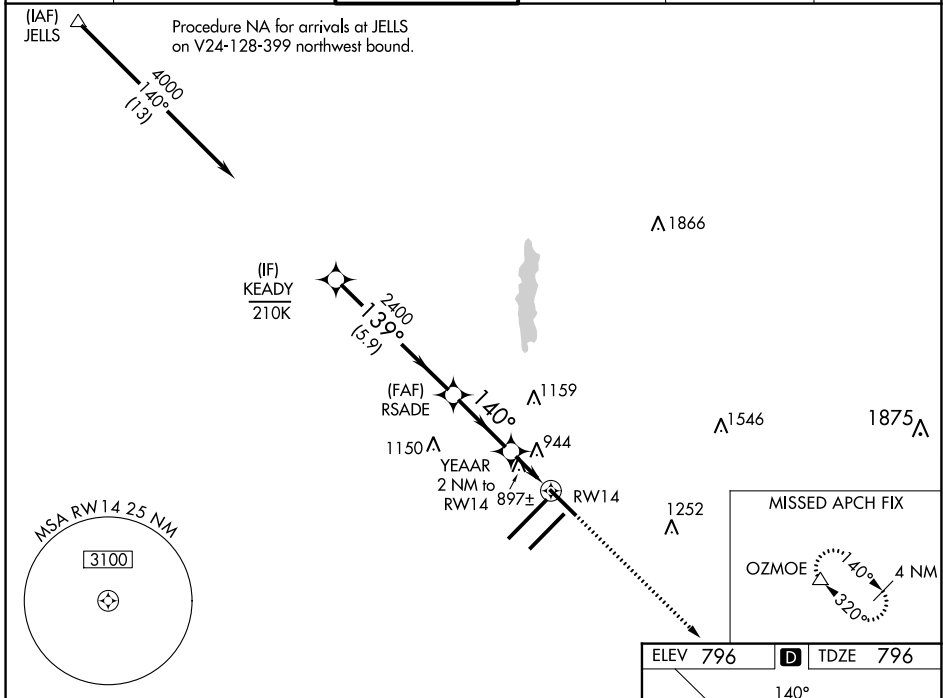 (IAF)
JELLS
Procedure NA for arrivals at JELLS
on V24-128-399 northwest bound.
4000
140°
(13)
1866
(IF)
KEADY
210K
2400
139°
(5.9)
(FAF)
RSADE
140°
1159
1546
1875
1150
944
YEAAR
2 NM to
RW14
897±
RW14
1252
MSA RW14 25 NM
3100
MISSED APCH FIX
OZMOE
140°
4 NM
320°
ELEV 796
D
TDZE 796
140°